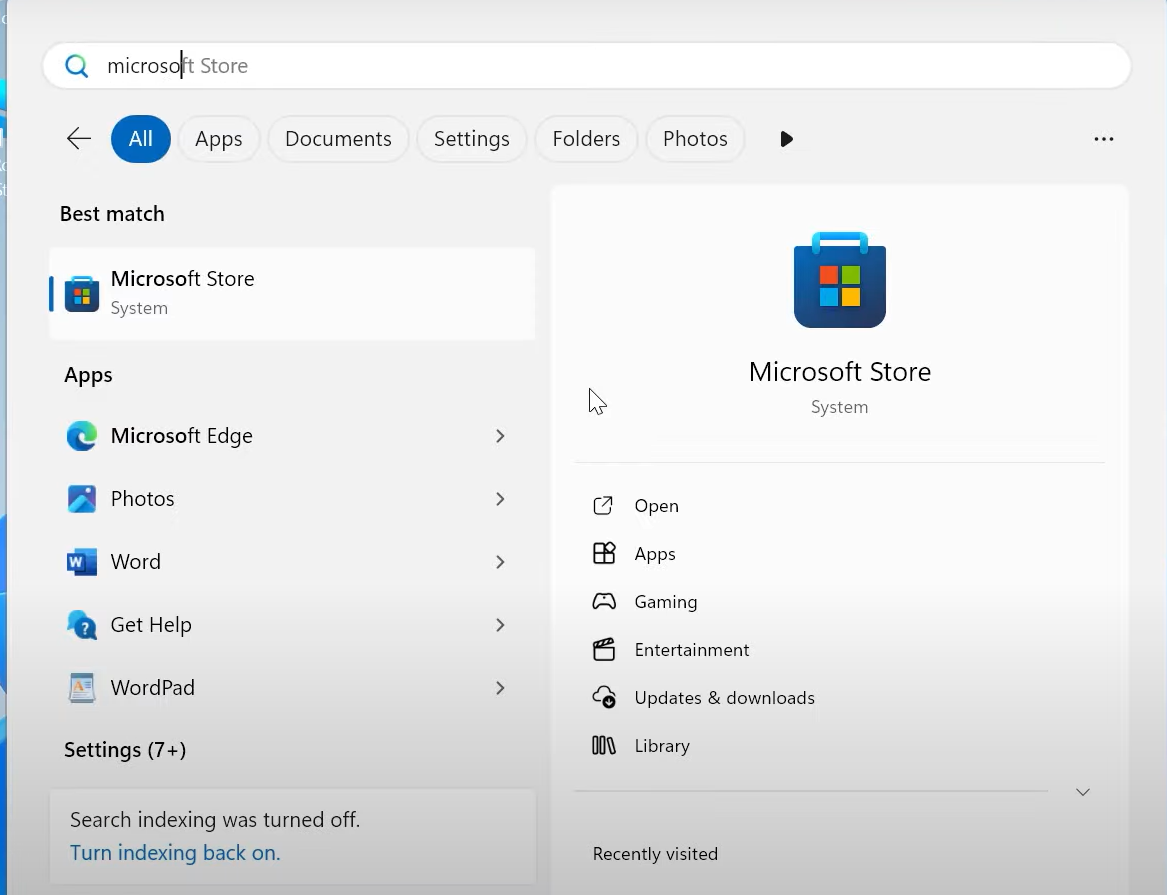 microsoft Store
All
Apps
Documents
Settings
Folders
Photos
Best match
Microsoft Store
System
Apps
Microsoft Edge
Photos
Word
Get Help
WordPad
Settings (7+)
Search indexing was turned off.
Turn indexing back on.
Microsoft Store
System
Open
Apps
Gaming
Entertainment
Updates & downloads
Library
Recently visited